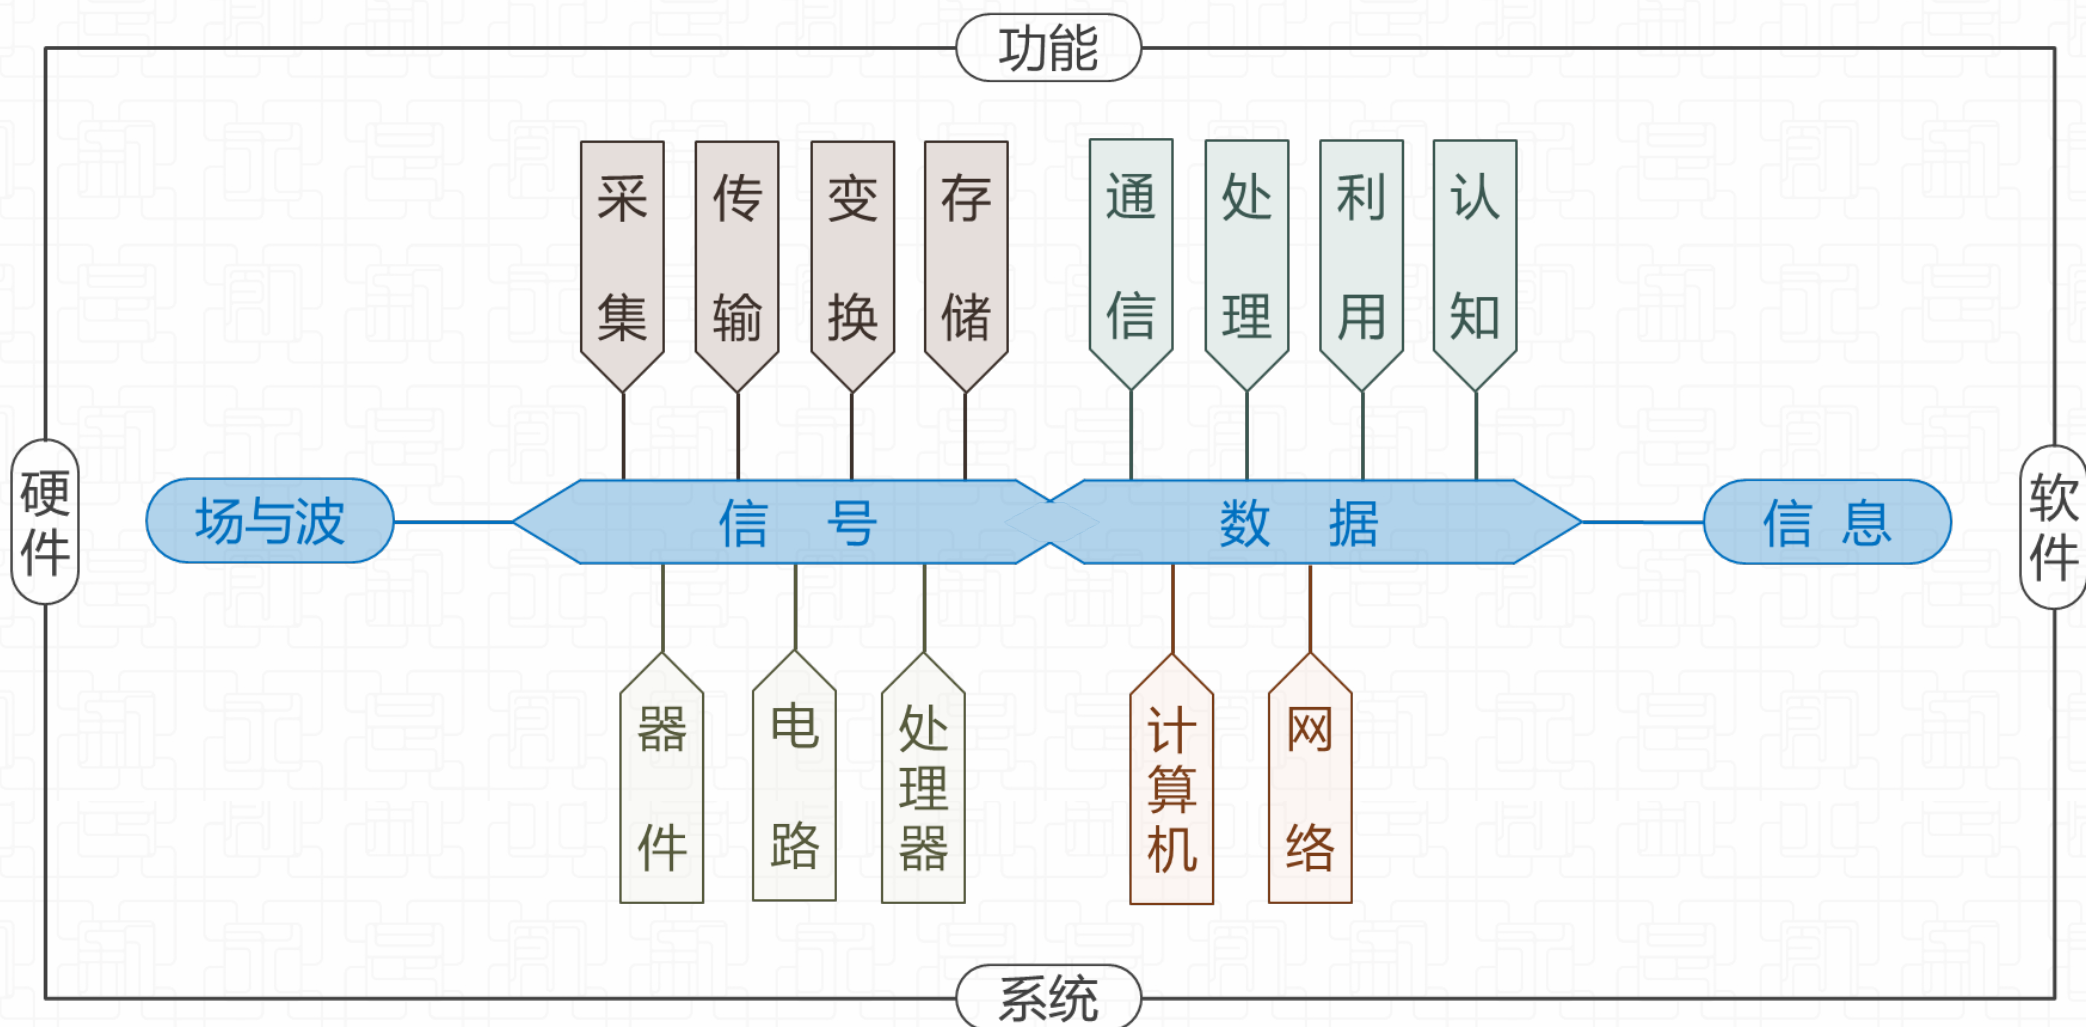 功能
采集
传输
变换
存储
通信
处理
利用
认知
硬件
场与波
信号
数据
信息
软件
器件
电路
处理器
计算机
网络
系统